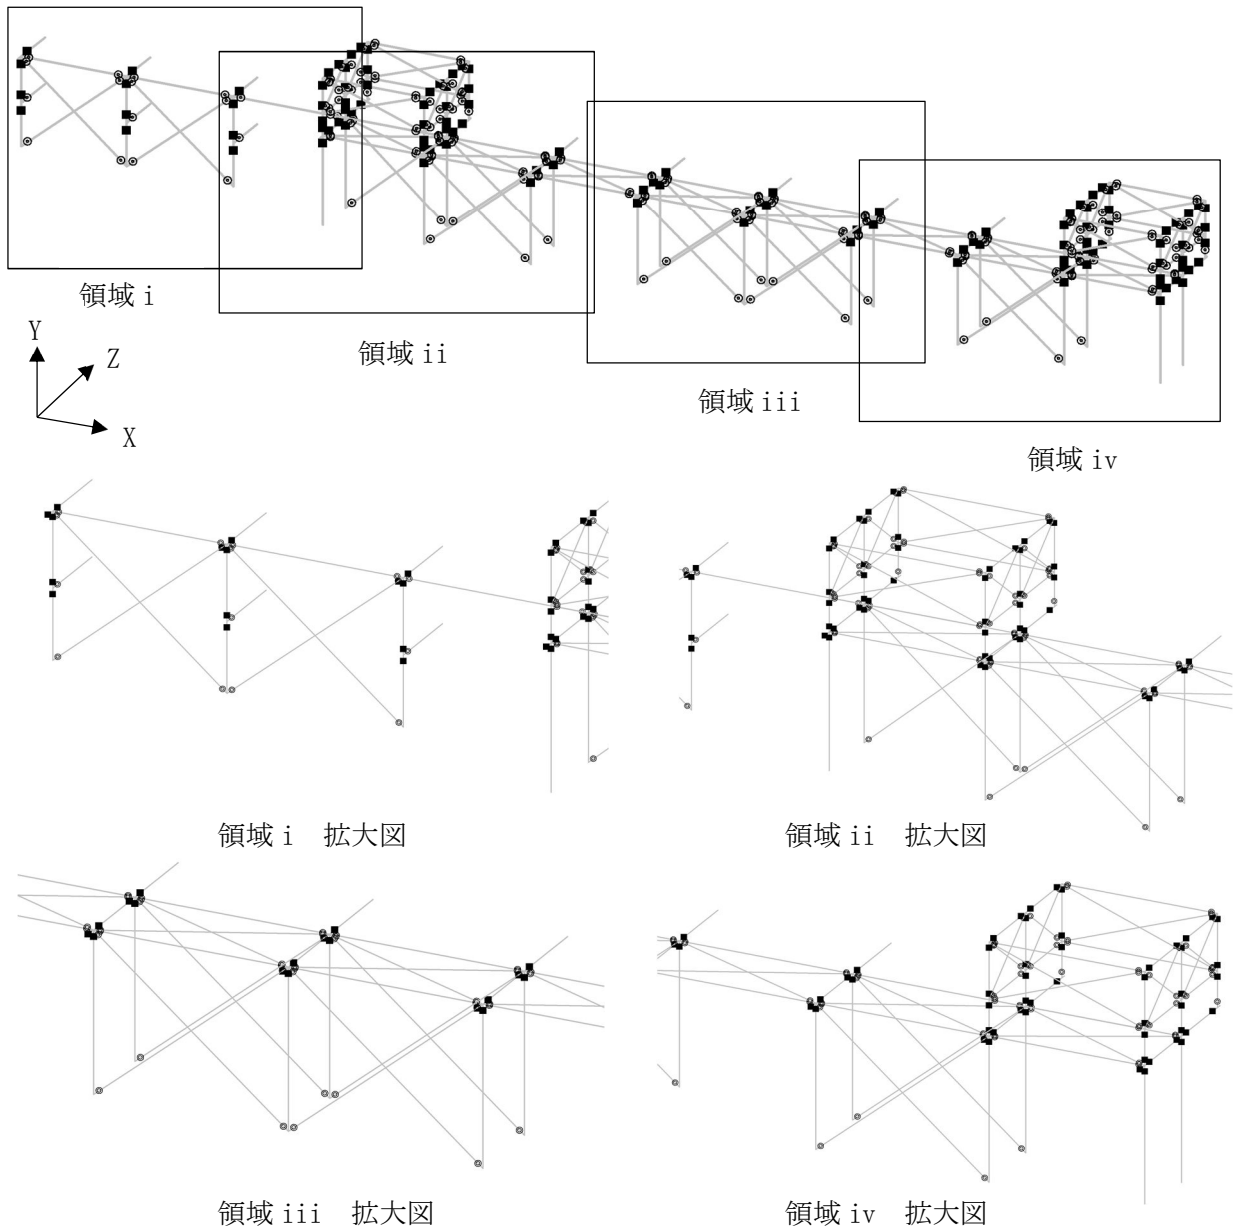 領域 i
領域 ii
領域 iii
領域 iv
Y
Z
X
領域 i 拡大図
領域 ii 拡大図
領域 iii 拡大図
領域 iv 拡大図